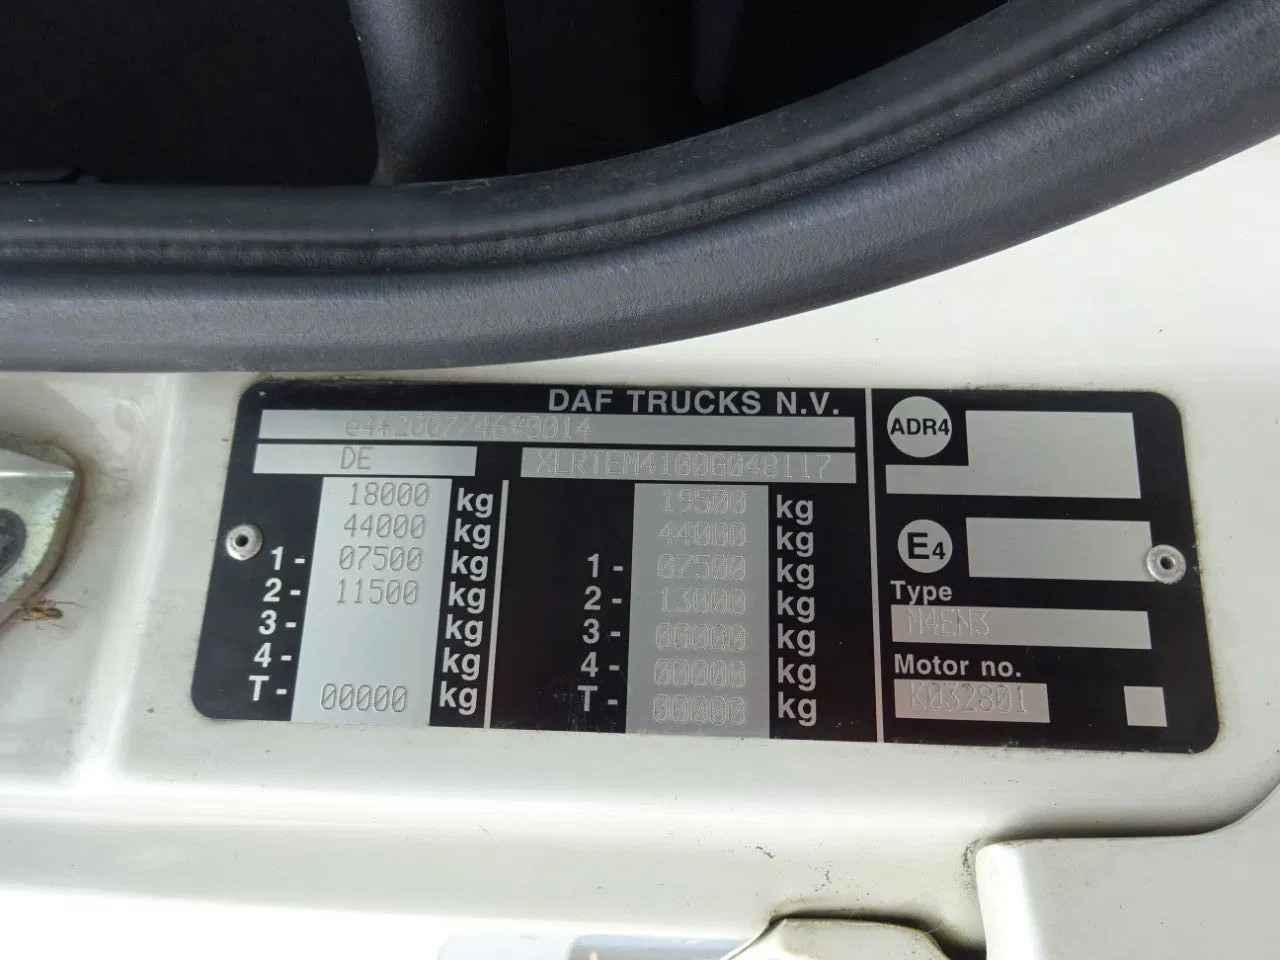 DAF TRUCKS N.V.
e4*2007/46*0014
DE XLRTEM4100G048117
18000 kg
44000 kg
1- 07500 kg
2- 11500 kg
3- kg
4- kg
T- 00000 kg
19500 kg
44000 kg
1- 07500 kg
2- 13000 kg
3- 00000 kg
4- 00000 kg
T- 00000 kg
ADR4
E4
Type
M4EN3
Motor no.
K032801